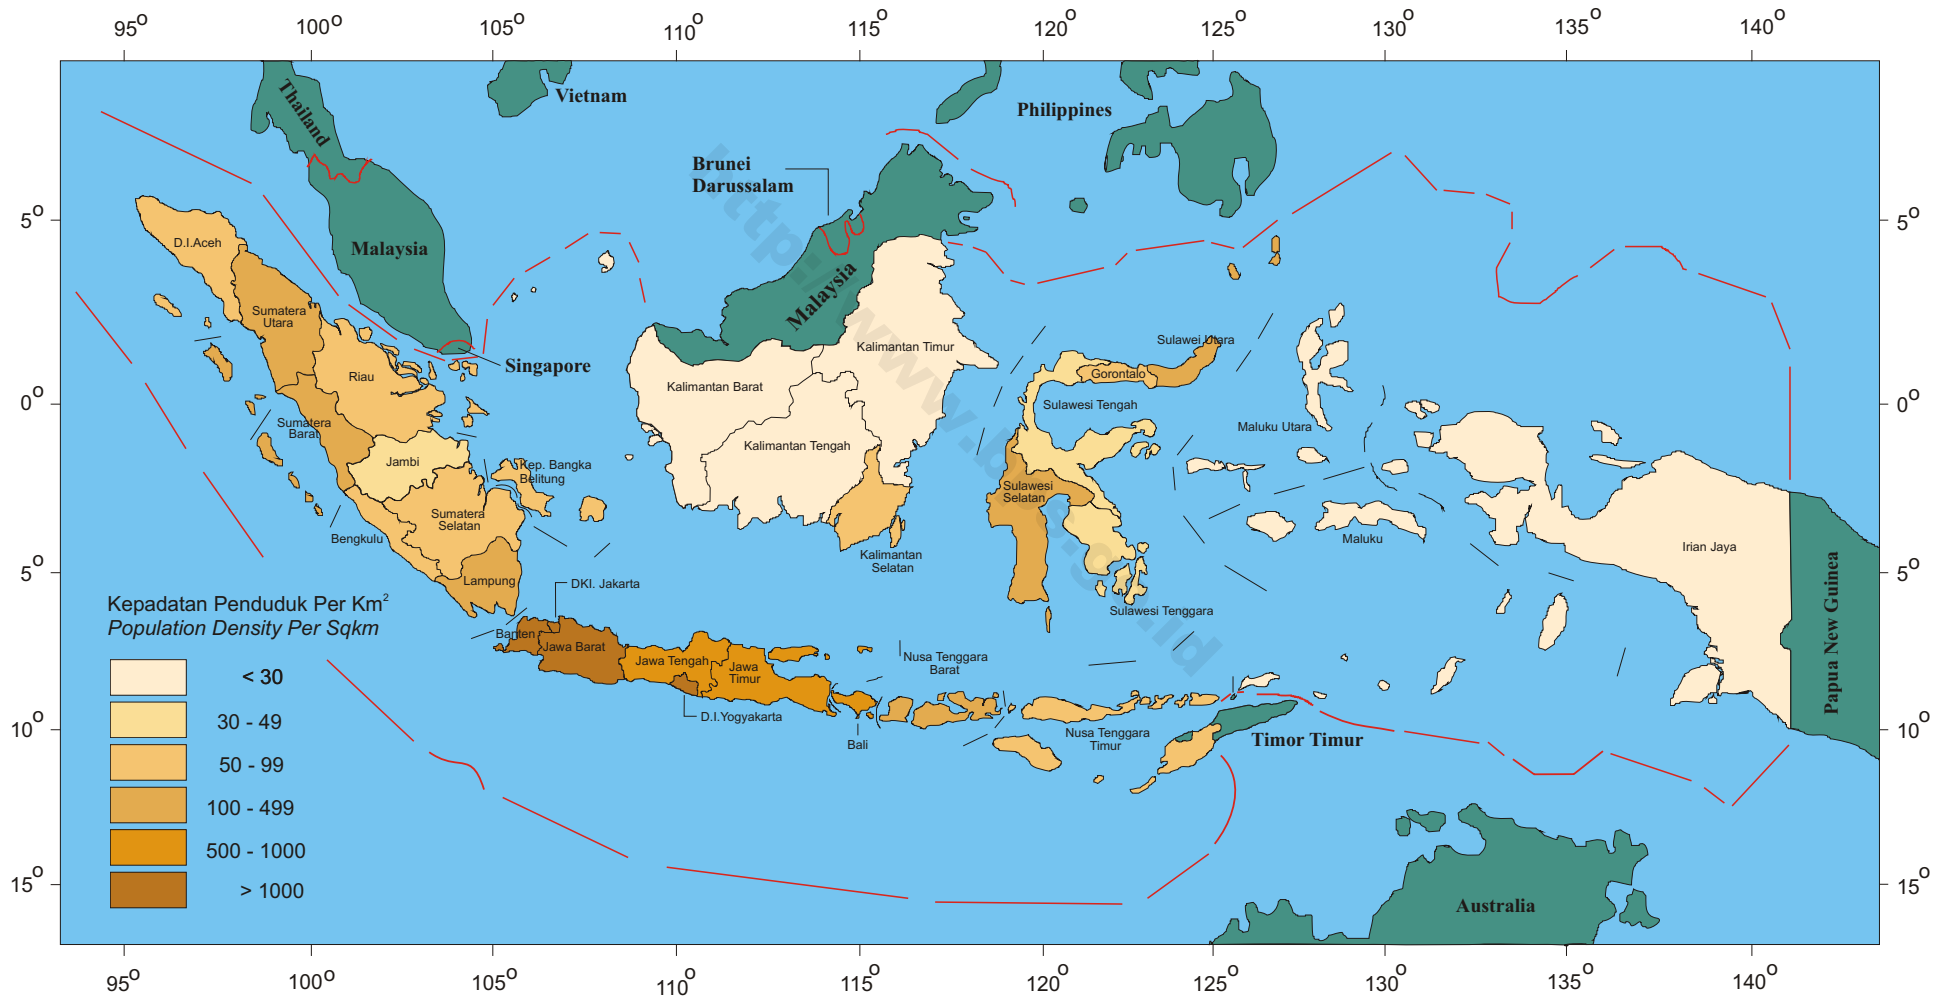 95° 100° 105° 110° 115° 120° 125° 130° 135° 140°
Thailand
Vietnam
Philippines
Brunei
Darussalam
5°
5°
D.I.Aceh
Malaysia
Malaysia
Sumatera
Utara
Singapore
Kalimantan Timur
Sulawei Utara
Riau
Kalimantan Barat
Gorontalo
0°
0°
Sulawesi Tengah
Sumatera
Barat
Maluku Utara
Kalimantan Tengah
Jambi
Kep. Bangka
Belitung
Sulawesi
Selatan
Sumatera
Selatan
Bengkulu
Maluku
Irian Jaya
Kalimantan
Selatan
5°
5°
Lampung
DKI. Jakarta
Papua New Guinea
Sulawesi Tenggara
Kepadatan Penduduk Per Km²
Population Density Per Sqkm
Banten
Jawa Barat
Jawa Tengah
Jawa
Timur
Nusa Tenggara
Barat
< 30
30 - 49
50 - 99
100 - 499
500 - 1000
> 1000
D.I.Yogyakarta
Bali
Nusa Tenggara
Timur
Timor Timur
10°
10°
15°
15°
Australia
95° 100° 105° 110° 115° 120° 125° 130° 135° 140°
http://www.bps.go.id